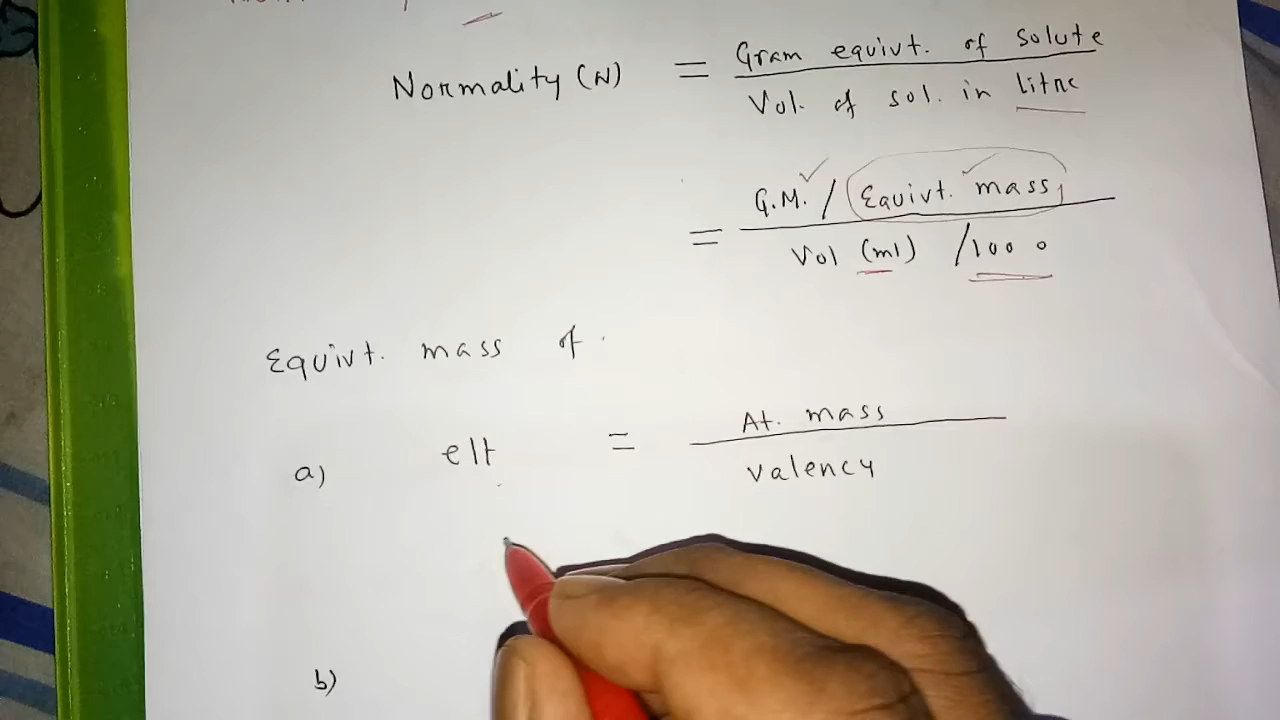 Normality (N) = Gram equivt. of solute
Vol. of sol. in litre
= G.M. / Equivt. mass
Vol (ml) / 1000
Equivt. mass of
a) elt = At. mass
valency
b)